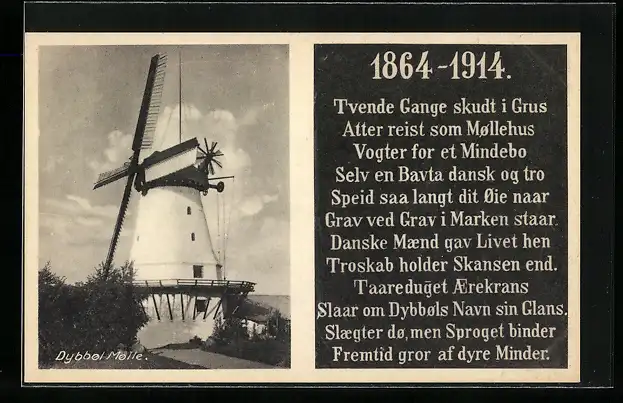 1864-1914.
Tvende Gange skudt i Grus
Atter reist som Møllehus
Vogter for et Mindebo
Selv en Bavta dansk og tro
Speid saa langt dit Øie naar
Grav ved Grav i Marken staar.
Danske Mænd gav Livet hen
Troskab holder Skansen end.
Taareduget Ærekrans
Slaar om Dybbøls Navn sin Glans.
Slægter dø, men Sproget binder
Fremtid gror af dyre Minder.
Dybbøl Mølle.